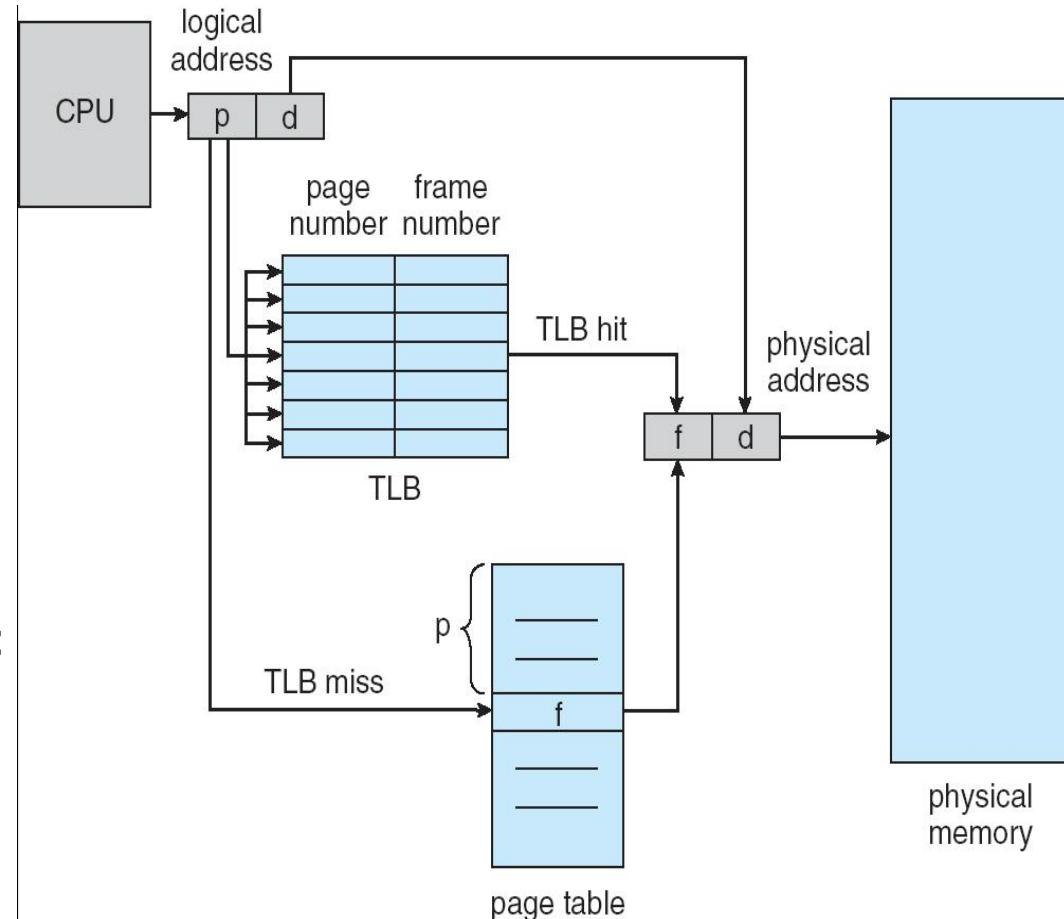 logical
address
CPU
p
d
page
number
frame
number
TLB hit
TLB
physical
address
f
d
p
TLB miss
f
physical
memory
page table